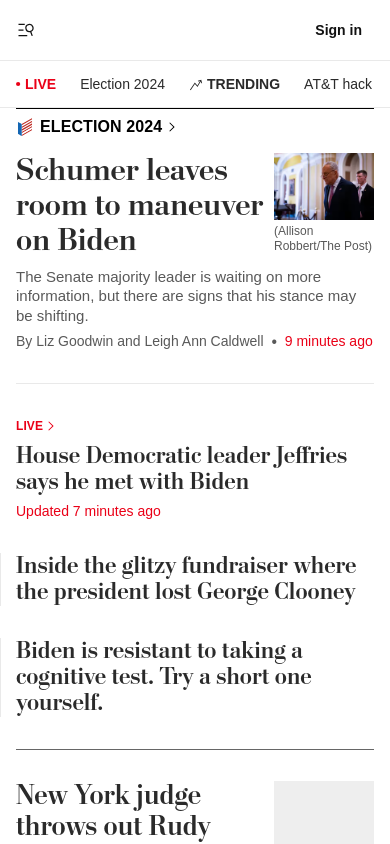 Sign in
LIVE Election 2024 TRENDING AT&T hack
ELECTION 2024
Schumer leaves
room to maneuver
on Biden
(Allison
Robbert/The Post)
The Senate majority leader is waiting on more
information, but there are signs that his stance may
be shifting.
By Liz Goodwin and Leigh Ann Caldwell • 9 minutes ago
LIVE
House Democratic leader Jeffries
says he met with Biden
Updated 7 minutes ago
Inside the glitzy fundraiser where
the president lost George Clooney
Biden is resistant to taking a
cognitive test. Try a short one
yourself.
New York judge
throws out Rudy